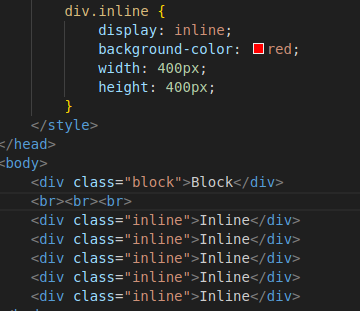 div.inline {
display: inline;
background-color: red;
width: 400px;
height: 400px;
}
</style>
</head>
<body>
<div class="block">Block</div>
<br><br><br>
<div class="inline">Inline</div>
<div class="inline">Inline</div>
<div class="inline">Inline</div>
<div class="inline">Inline</div>
<div class="inline">Inline</div>